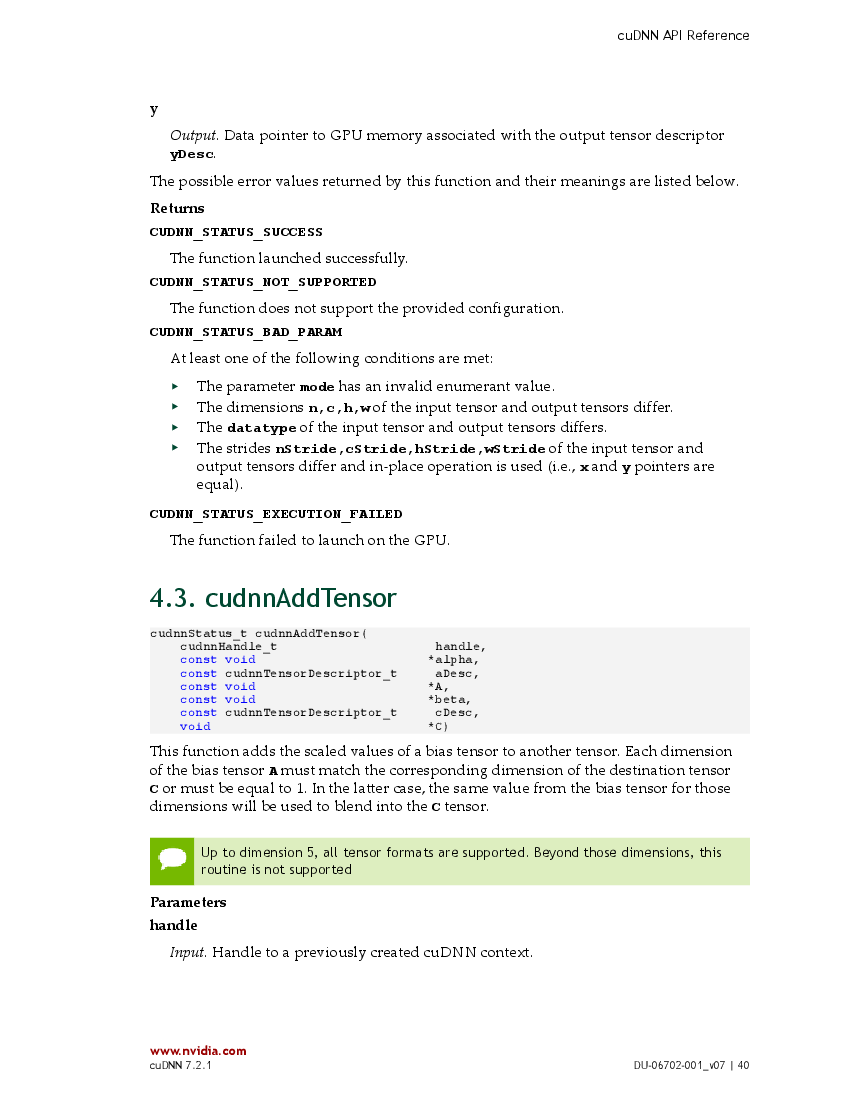 cuDNN API Reference
y
Output. Data pointer to GPU memory associated with the output tensor descriptor
yDesc.
The possible error values returned by this function and their meanings are listed below.
Returns
CUDNN_STATUS_SUCCESS
The function launched successfully.
CUDNN_STATUS_NOT_SUPPORTED
The function does not support the provided configuration.
CUDNN_STATUS_BAD_PARAM
At least one of the following conditions are met:
▶ The parameter mode has an invalid enumerant value.
▶ The dimensions n,c,h,w of the input tensor and output tensors differ.
▶ The datatype of the input tensor and output tensors differs.
▶ The strides nStride,cStride,hStride,wStride of the input tensor and
output tensors differ and in-place operation is used (i.e., x and y pointers are
equal).
CUDNN_STATUS_EXECUTION_FAILED
The function failed to launch on the GPU.
4.3. cudnnAddTensor
cudnnStatus_t cudnnAddTensor(
    cudnnHandle_t                     handle,
    const void                       *alpha,
    const cudnnTensorDescriptor_t     aDesc,
    const void                       *A,
    const void                       *beta,
    const cudnnTensorDescriptor_t     cDesc,
    void                             *C)
This function adds the scaled values of a bias tensor to another tensor. Each dimension
of the bias tensor A must match the corresponding dimension of the destination tensor
C or must be equal to 1. In the latter case, the same value from the bias tensor for those
dimensions will be used to blend into the C tensor.
Up to dimension 5, all tensor formats are supported. Beyond those dimensions, this
routine is not supported
Parameters
handle
Input. Handle to a previously created cuDNN context.
www.nvidia.com
cuDNN 7.2.1 DU-06702-001_v07 | 40